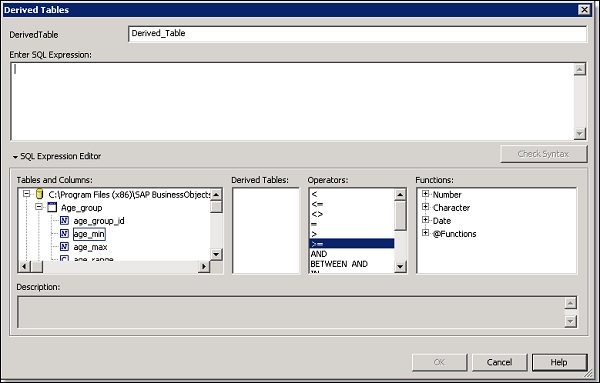 Derived Tables
DerivedTable
Derived_Table
Enter SQL Expression:
Check Syntax
SQL Expression Editor
Tables and Columns:
Derived Tables:
Operators:
Functions:
C:\Program Files (x86)\SAP BusinessObjects
Age_group
age_group_id
age_min
age_max
age_range
<
<=
<>
=
>
>=
AND
BETWEEN AND
IN
Number
Character
Date
@Functions
Description:
OK
Cancel
Help